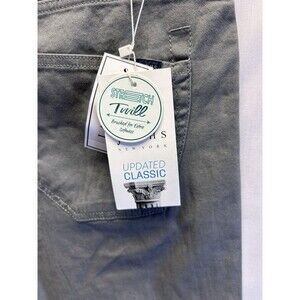 STRETCH
Twill
Brushed for Extra
Softness
NEW YORK
UPDATED
CLASSIC